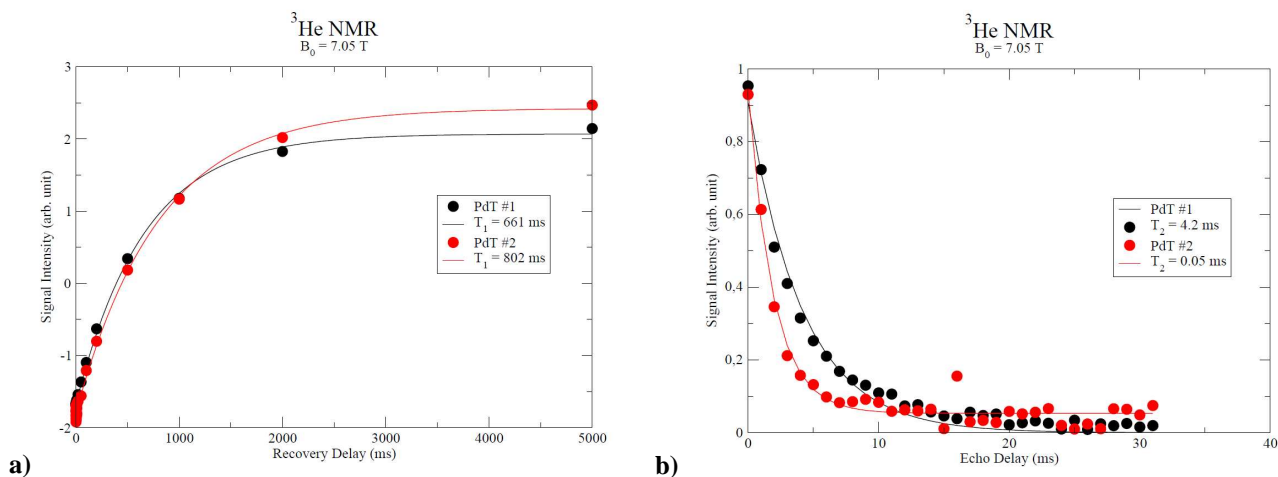 ³He NMR
B₀ = 7.05 T
3
2
1
0
-1
-2
Signal Intensity (arb. unit)
PdT #1
T₁ = 661 ms
PdT #2
T₁ = 802 ms
0
1000
2000
3000
4000
5000
Recovery Delay (ms)
a)
³He NMR
B₀ = 7.05 T
1
0,8
0,6
0,4
0,2
0
Signal Intensity (arb. unit)
PdT #1
T₂ = 4.2 ms
PdT #2
T₂ = 0.05 ms
0
10
20
30
40
Echo Delay (ms)
b)